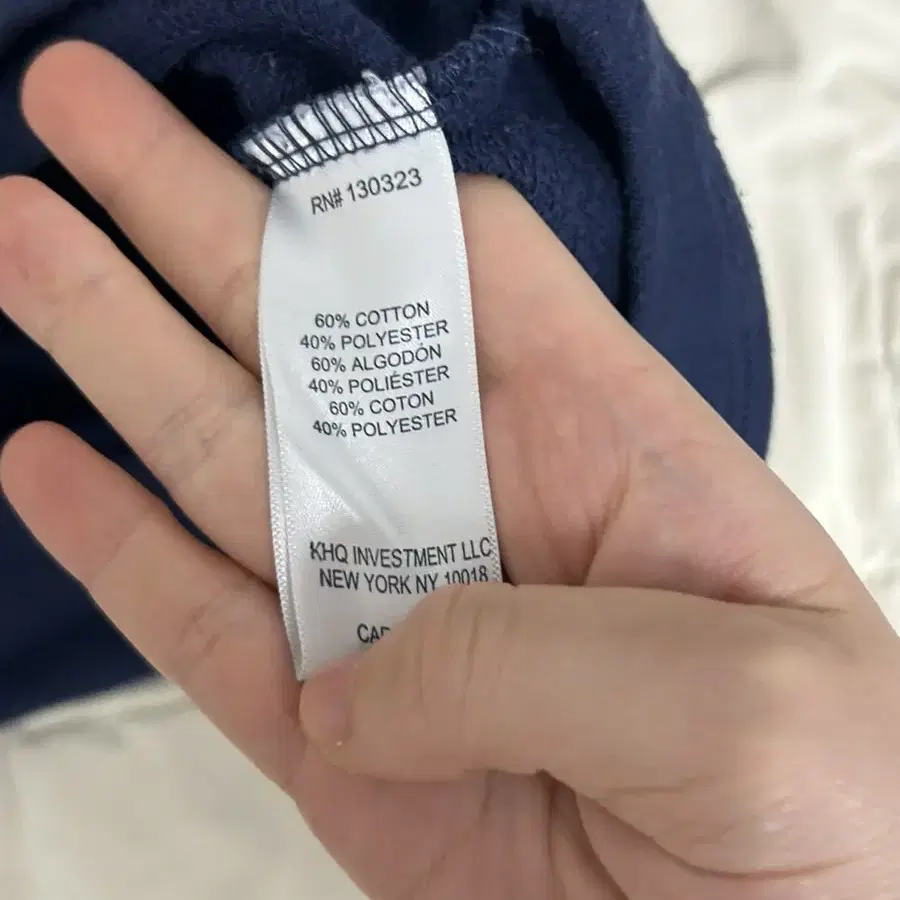 RN# 130323
60% COTTON
40% POLYESTER
60% ALGODÓN
40% POLIÉSTER
60% COTON
40% POLYESTER
KHQ INVESTMENT LLC
NEW YORK NY 10018